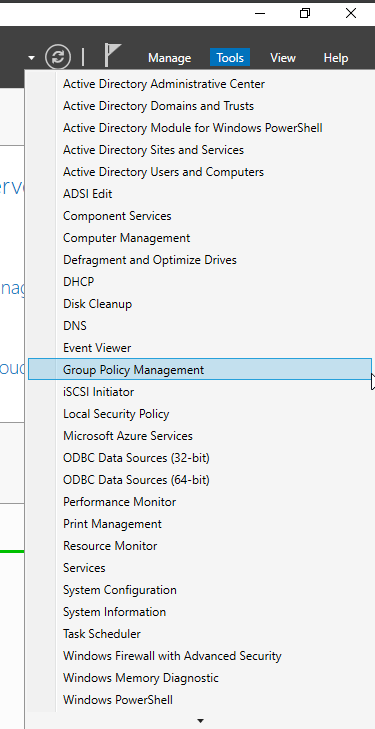 Manage Tools View Help
Active Directory Administrative Center
Active Directory Domains and Trusts
Active Directory Module for Windows PowerShell
Active Directory Sites and Services
Active Directory Users and Computers
ADSI Edit
Component Services
Computer Management
Defragment and Optimize Drives
DHCP
Disk Cleanup
DNS
Event Viewer
Group Policy Management
iSCSI Initiator
Local Security Policy
Microsoft Azure Services
ODBC Data Sources (32-bit)
ODBC Data Sources (64-bit)
Performance Monitor
Print Management
Resource Monitor
Services
System Configuration
System Information
Task Scheduler
Windows Firewall with Advanced Security
Windows Memory Diagnostic
Windows PowerShell